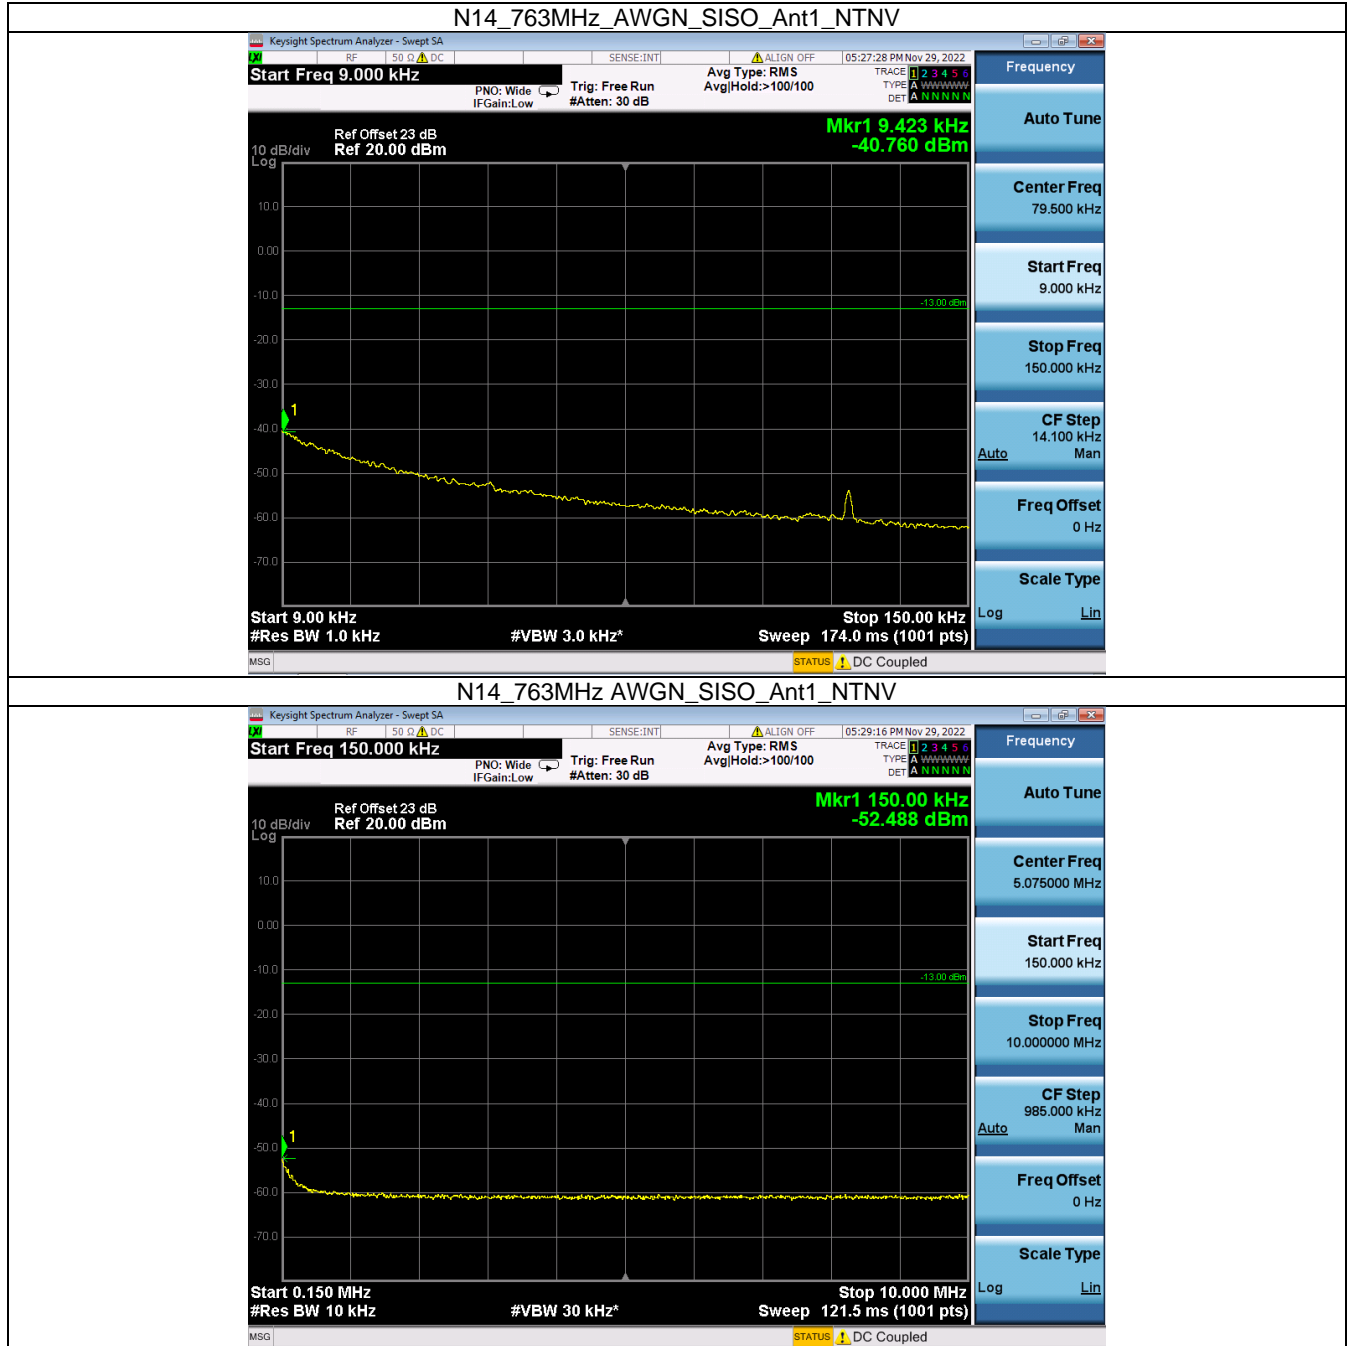 N14_763MHz_AWGN_SISO_Ant1_NTNV
Keysight Spectrum Analyzer - Swept SA
LXI RF 50 Ω DC SENSE:INT ALIGN OFF 05:27:28 PM Nov 29, 2022
Start Freq 9.000 kHz
PNO: Wide
IFGain:Low
Trig: Free Run
#Atten: 30 dB
Avg Type: RMS
Avg|Hold:>100/100
TRACE 1 2 3 4 5 6
TYPE A WWWWW
DET A N N N N N
Frequency
Mkr1 9.423 kHz
-40.760 dBm
Ref Offset 23 dB
10 dB/div Ref 20.00 dBm
Log
10.0
0.00
-10.0
-13.00 dBm
-20.0
-30.0
1
-40.0
-50.0
-60.0
-70.0
Start 9.00 kHz Stop 150.00 kHz
#Res BW 1.0 kHz #VBW 3.0 kHz* Sweep 174.0 ms (1001 pts)
MSG STATUS DC Coupled
Auto Tune
Center Freq
79.500 kHz
Start Freq
9.000 kHz
Stop Freq
150.000 kHz
CF Step
14.100 kHz
Auto Man
Freq Offset
0 Hz
Scale Type
Log Lin
N14_763MHz AWGN_SISO_Ant1_NTNV
Keysight Spectrum Analyzer - Swept SA
LXI RF 50 Ω DC SENSE:INT ALIGN OFF 05:29:16 PM Nov 29, 2022
Start Freq 150.000 kHz
PNO: Wide
IFGain:Low
Trig: Free Run
#Atten: 30 dB
Avg Type: RMS
Avg|Hold:>100/100
TRACE 1 2 3 4 5 6
TYPE A WWWWW
DET A N N N N N
Frequency
Mkr1 150.00 kHz
-52.488 dBm
Ref Offset 23 dB
10 dB/div Ref 20.00 dBm
Log
10.0
0.00
-10.0
-13.00 dBm
-20.0
-30.0
-40.0
1
-50.0
-60.0
-70.0
Start 0.150 MHz Stop 10.000 MHz
#Res BW 10 kHz #VBW 30 kHz* Sweep 121.5 ms (1001 pts)
MSG STATUS DC Coupled
Auto Tune
Center Freq
5.075000 MHz
Start Freq
150.000 kHz
Stop Freq
10.000000 MHz
CF Step
985.000 kHz
Auto Man
Freq Offset
0 Hz
Scale Type
Log Lin